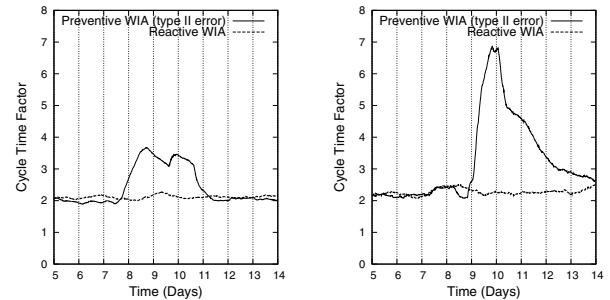 Preventive WIA (type II error)
Reactive WIA
8
7
6
5
4
3
2
1
0
Cycle Time Factor
5 6 7 8 9 10 11 12 13 14
Time (Days)
Preventive WIA (type II error)
Reactive WIA
8
7
6
5
4
3
2
1
0
Cycle Time Factor
5 6 7 8 9 10 11 12 13 14
Time (Days)